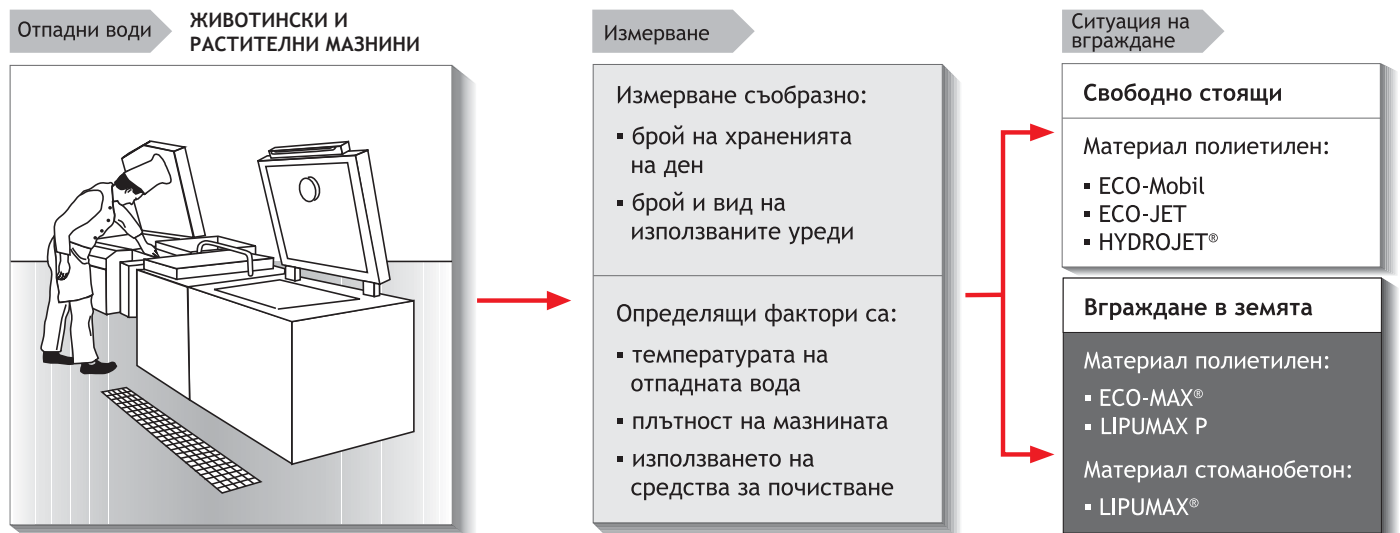 Отпадни води
ЖИВОТИНСКИ И
РАСТИТЕЛНИ МАЗНИНИ
Измерване
Измерване съобразно:
▪ брой на храненията
на ден
▪ брой и вид на
използваните уреди
Определящи фактори са:
▪ температурата на
отпадната вода
▪ плътност на мазнината
▪ използването на
средства за почистване
Ситуация на
вграждане
Свободно стоящи
Материал полиетилен:
▪ ECO-Mobil
▪ ECO-JET
▪ HYDROJET®
Вграждане в земята
Материал полиетилен:
▪ ECO-MAX®
▪ LIPUMAX P
Материал стоманобетон:
▪ LIPUMAX®